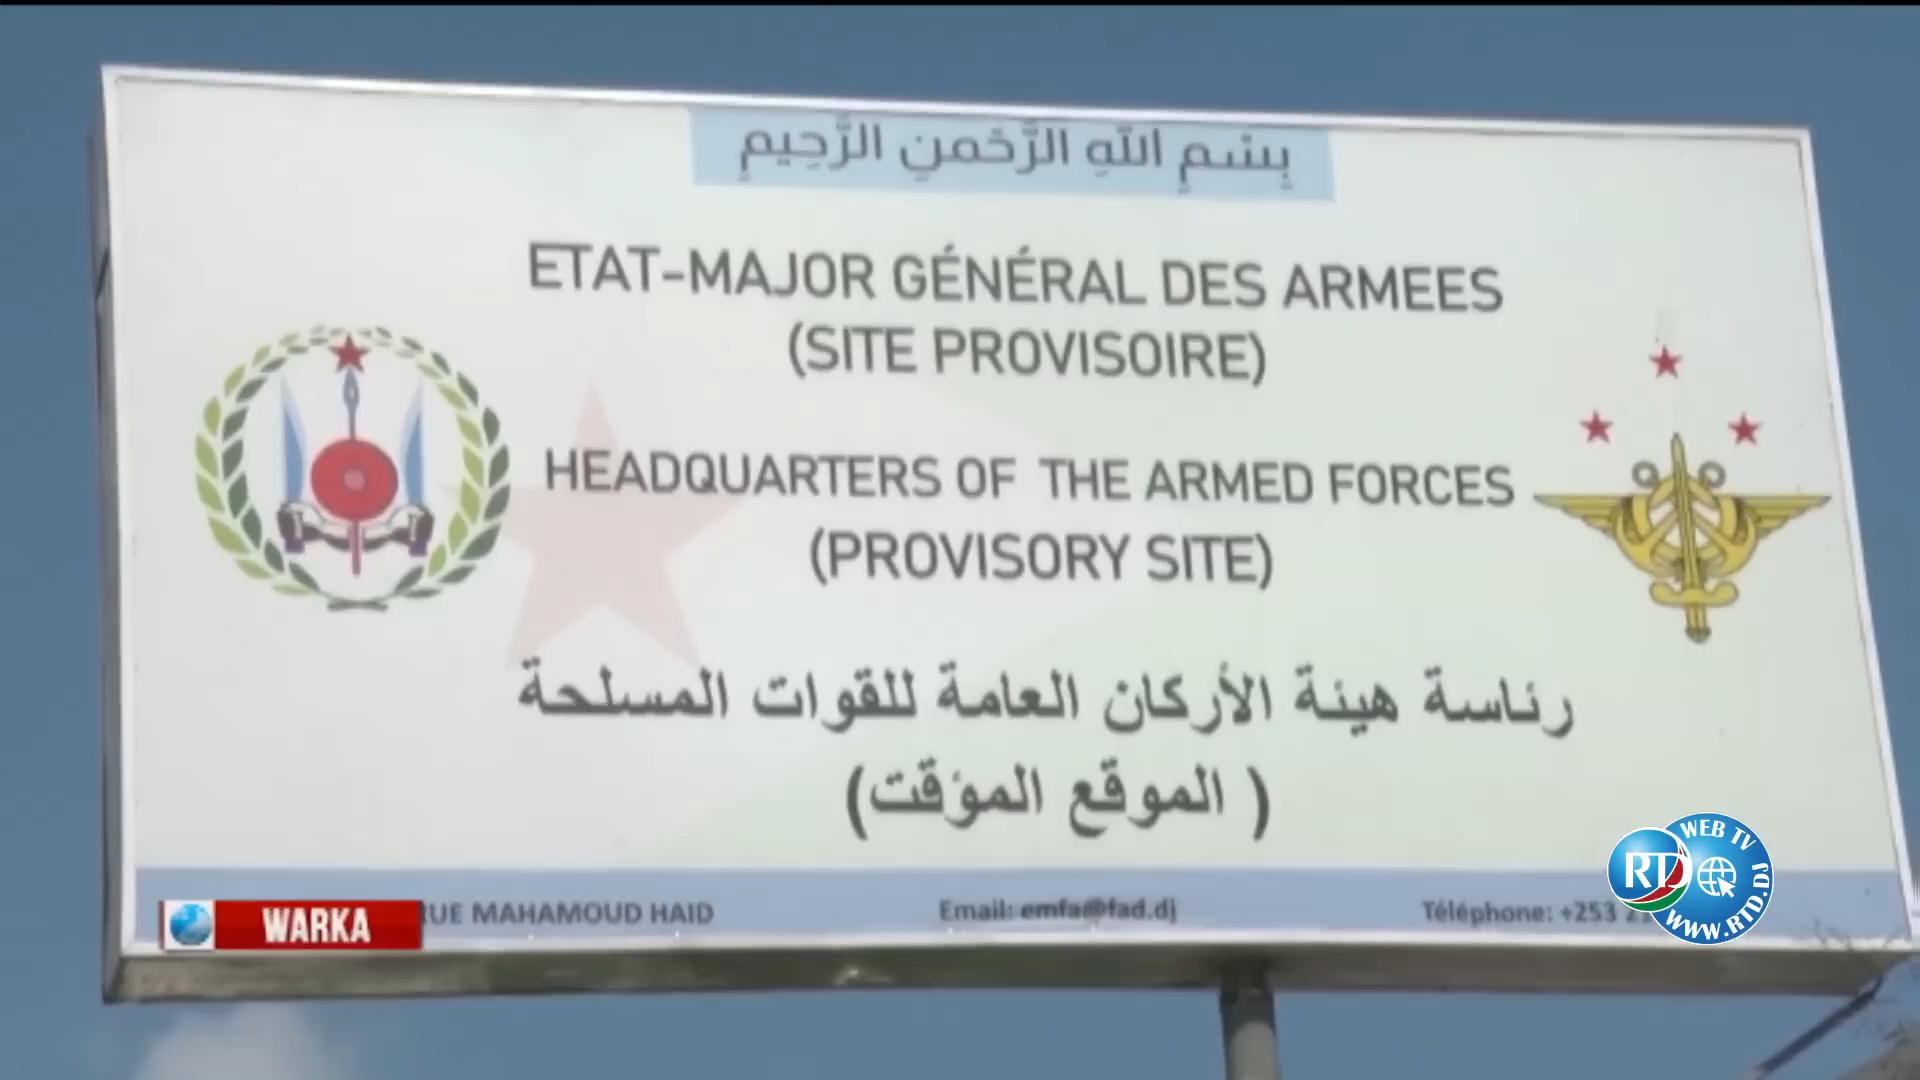 بِسْمِ اللَّهِ الرَّحْمنِ الرَّحِيمِ
ETAT-MAJOR GÉNÉRAL DES ARMEES
(SITE PROVISOIRE)
HEADQUARTERS OF THE ARMED FORCES
(PROVISORY SITE)
رئاسة هيئة الأركان العامة للقوات المسلحة
( الموقع المؤقت)
RUE MAHAMOUD HAID
Email: emfa@fad.dj
Téléphone: +253
WARKA
WEB TV
RTD
WWW.RTD.DJ